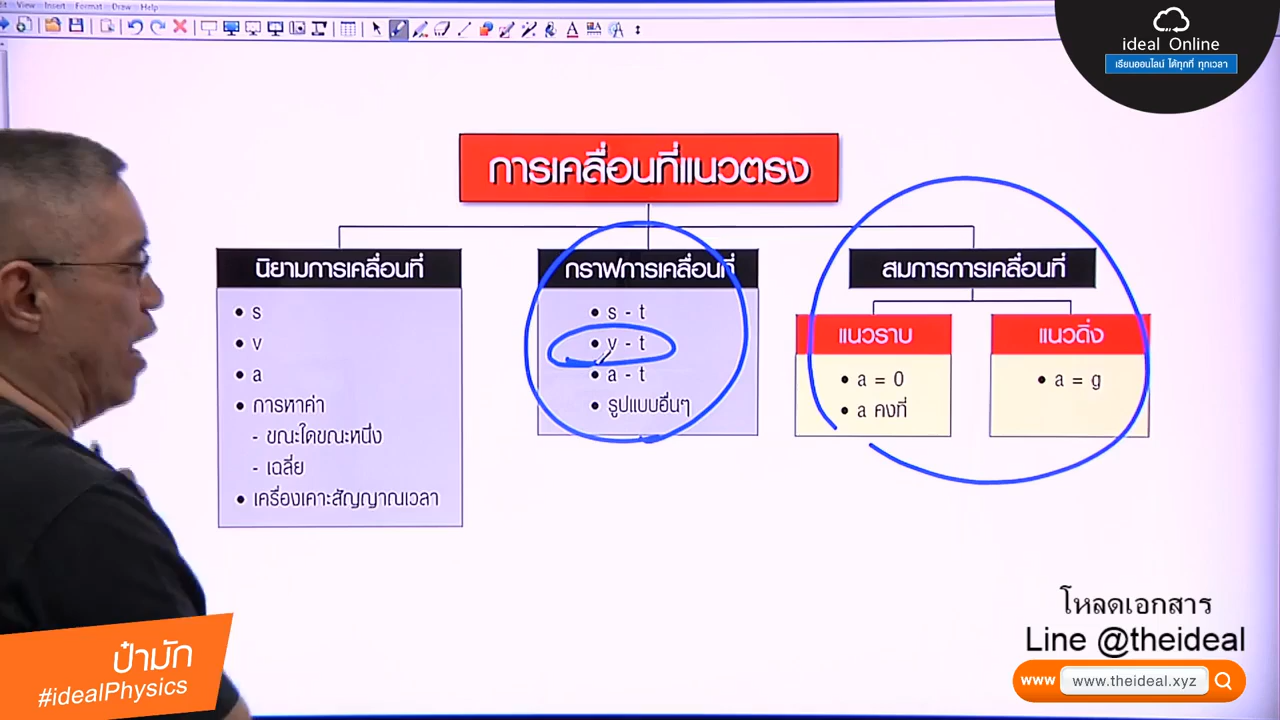 Edit View Insert Format Draw Help
ideal Online
เรียนออนไลน์ ได้ทุกที่ ทุกเวลา
การเคลื่อนที่แนวตรง
นิยามการเคลื่อนที่
• s
• v
• a
• การหาค่า
- ขณะใดขณะหนึ่ง
- เฉลี่ย
• เครื่องเคาะสัญญาณเวลา
กราฟการเคลื่อนที่
• s - t
• v - t
• a - t
• รูปแบบอื่นๆ
สมการการเคลื่อนที่
แนวราบ
• a = 0
• a คงที่
แนวดิ่ง
• a = g
โหลดเอกสาร
Line @theideal
www www.theideal.xyz
ป๋ามัก
#idealPhysics